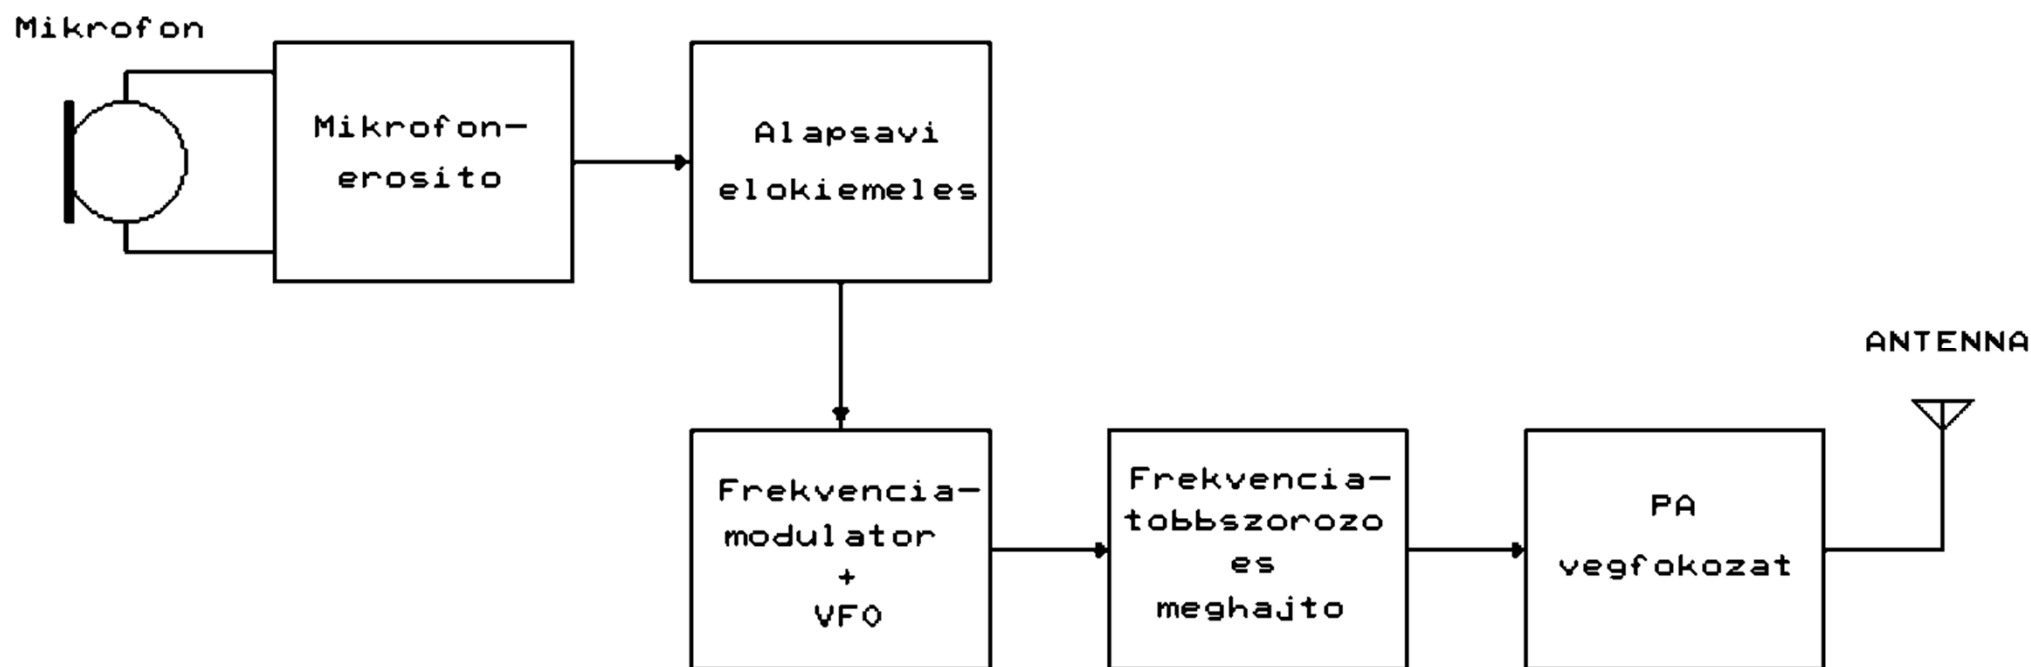 Mikrofon
Mikrofon-
erosito
Alapsavi
elokiemeles
ANTENNA
Frekvencia-
modulator
+
VFO
Frekvencia-
tobbszorozo
es
meghajto
PA
vegfokozat